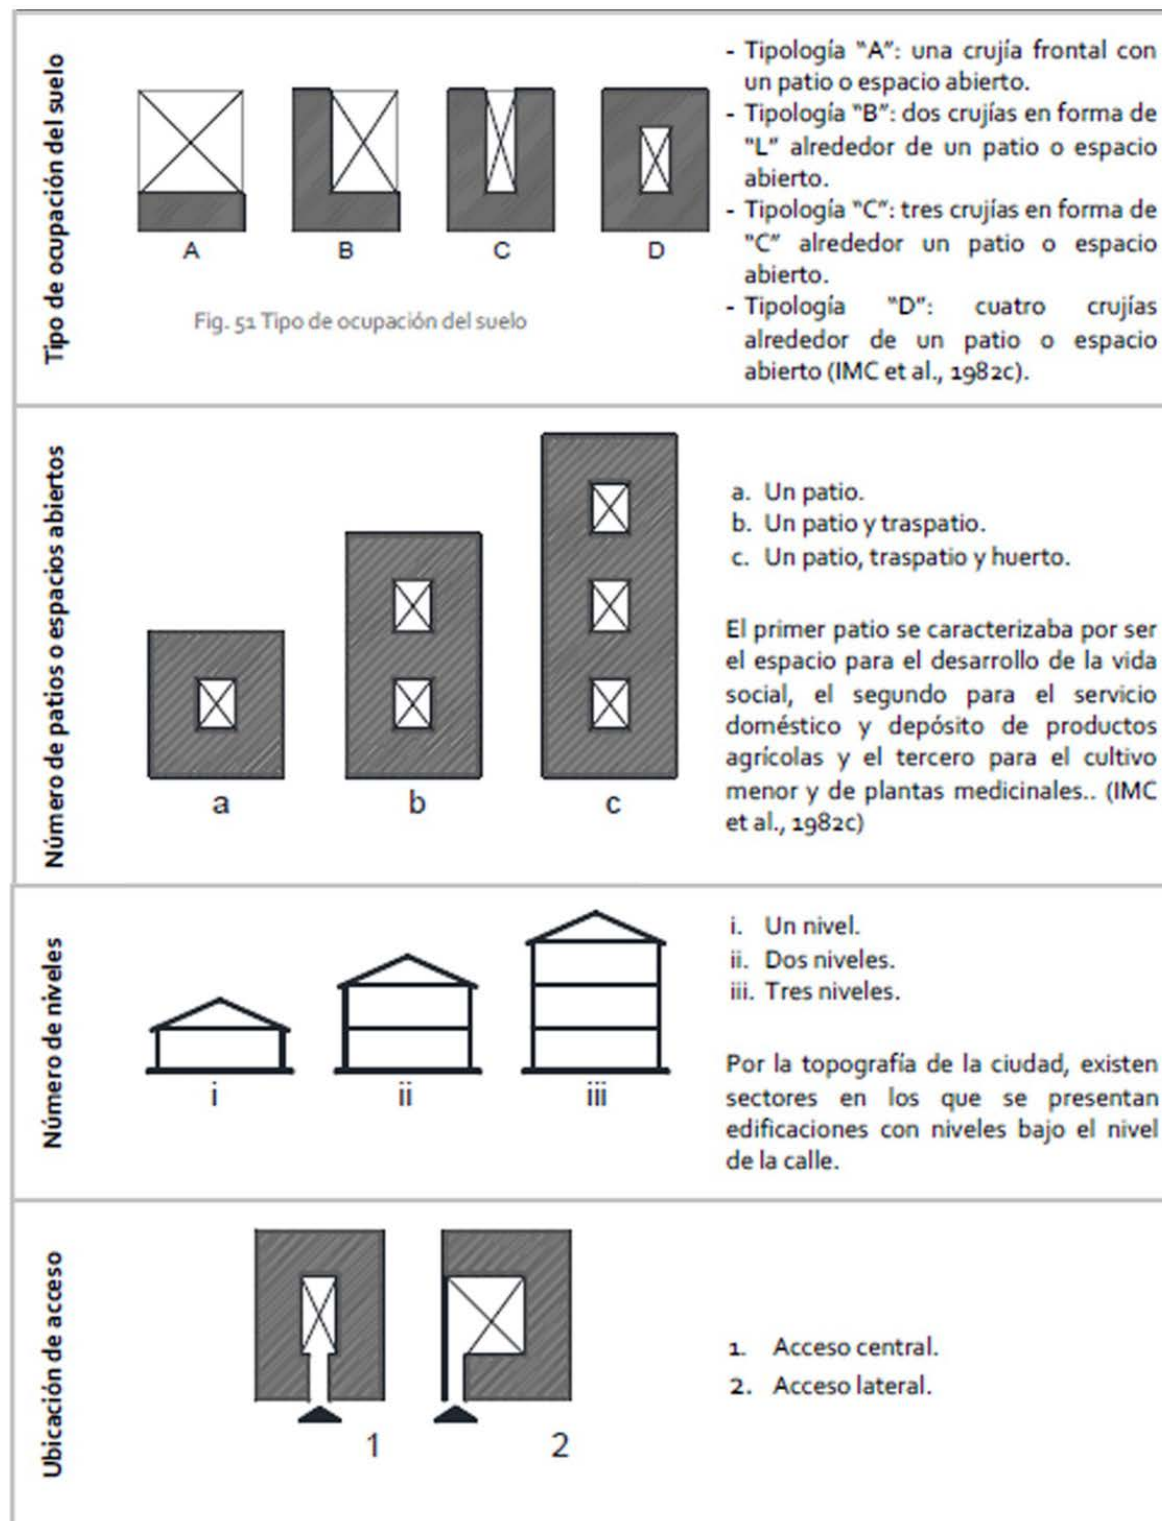 Tipo de ocupación del suelo
A
B
C
D
Fig. 51 Tipo de ocupación del suelo
- Tipología "A": una crujía frontal con
un patio o espacio abierto.
- Tipología "B": dos crujías en forma de
"L" alrededor de un patio o espacio
abierto.
- Tipología "C": tres crujías en forma de
"C" alrededor un patio o espacio
abierto.
- Tipología "D": cuatro crujías
alrededor de un patio o espacio
abierto (IMC et al., 1982c).
Número de patios o espacios abiertos
a
b
c
a. Un patio.
b. Un patio y traspatio.
c. Un patio, traspatio y huerto.
El primer patio se caracterizaba por ser
el espacio para el desarrollo de la vida
social, el segundo para el servicio
doméstico y depósito de productos
agrícolas y el tercero para el cultivo
menor y de plantas medicinales.. (IMC
et al., 1982c)
Número de niveles
i
ii
iii
i. Un nivel.
ii. Dos niveles.
iii. Tres niveles.
Por la topografía de la ciudad, existen
sectores en los que se presentan
edificaciones con niveles bajo el nivel
de la calle.
Ubicación de acceso
1
2
1. Acceso central.
2. Acceso lateral.